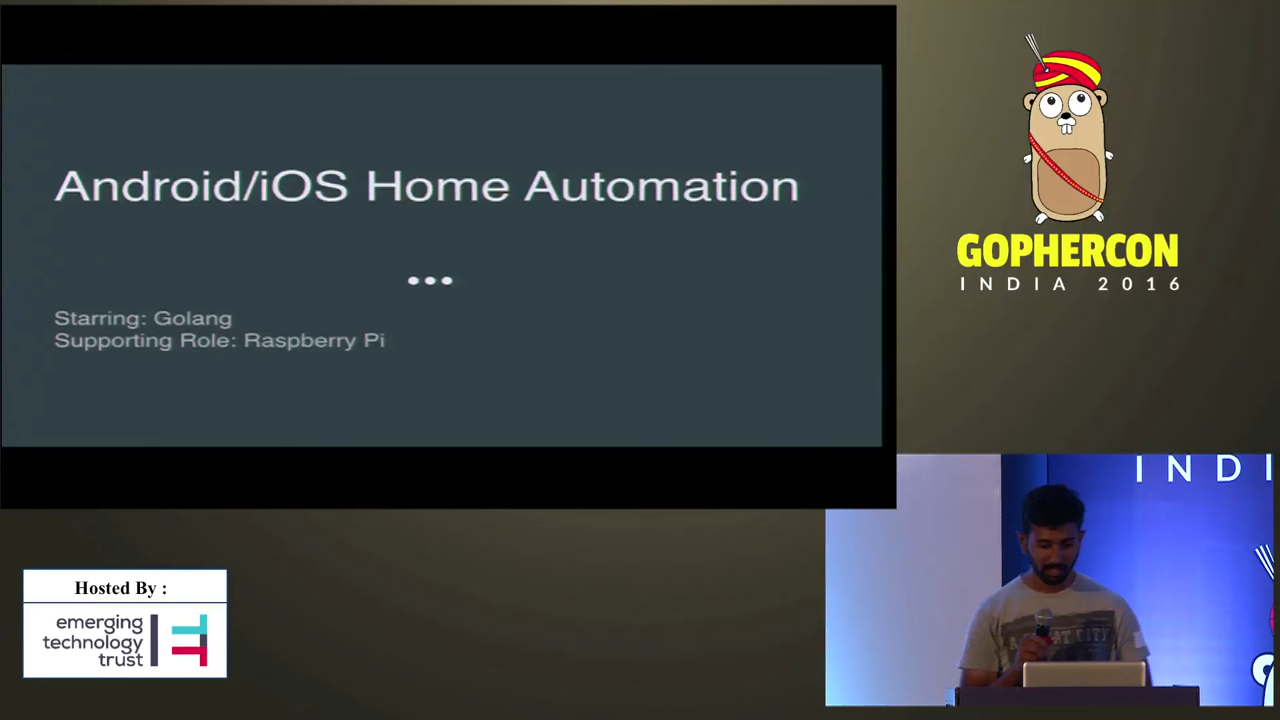 Android/iOS Home Automation
Starring: Golang
Supporting Role: Raspberry Pi
GOPHERCON
INDIA 2016
INDI
CITY
Hosted By :
emerging
technology
trust